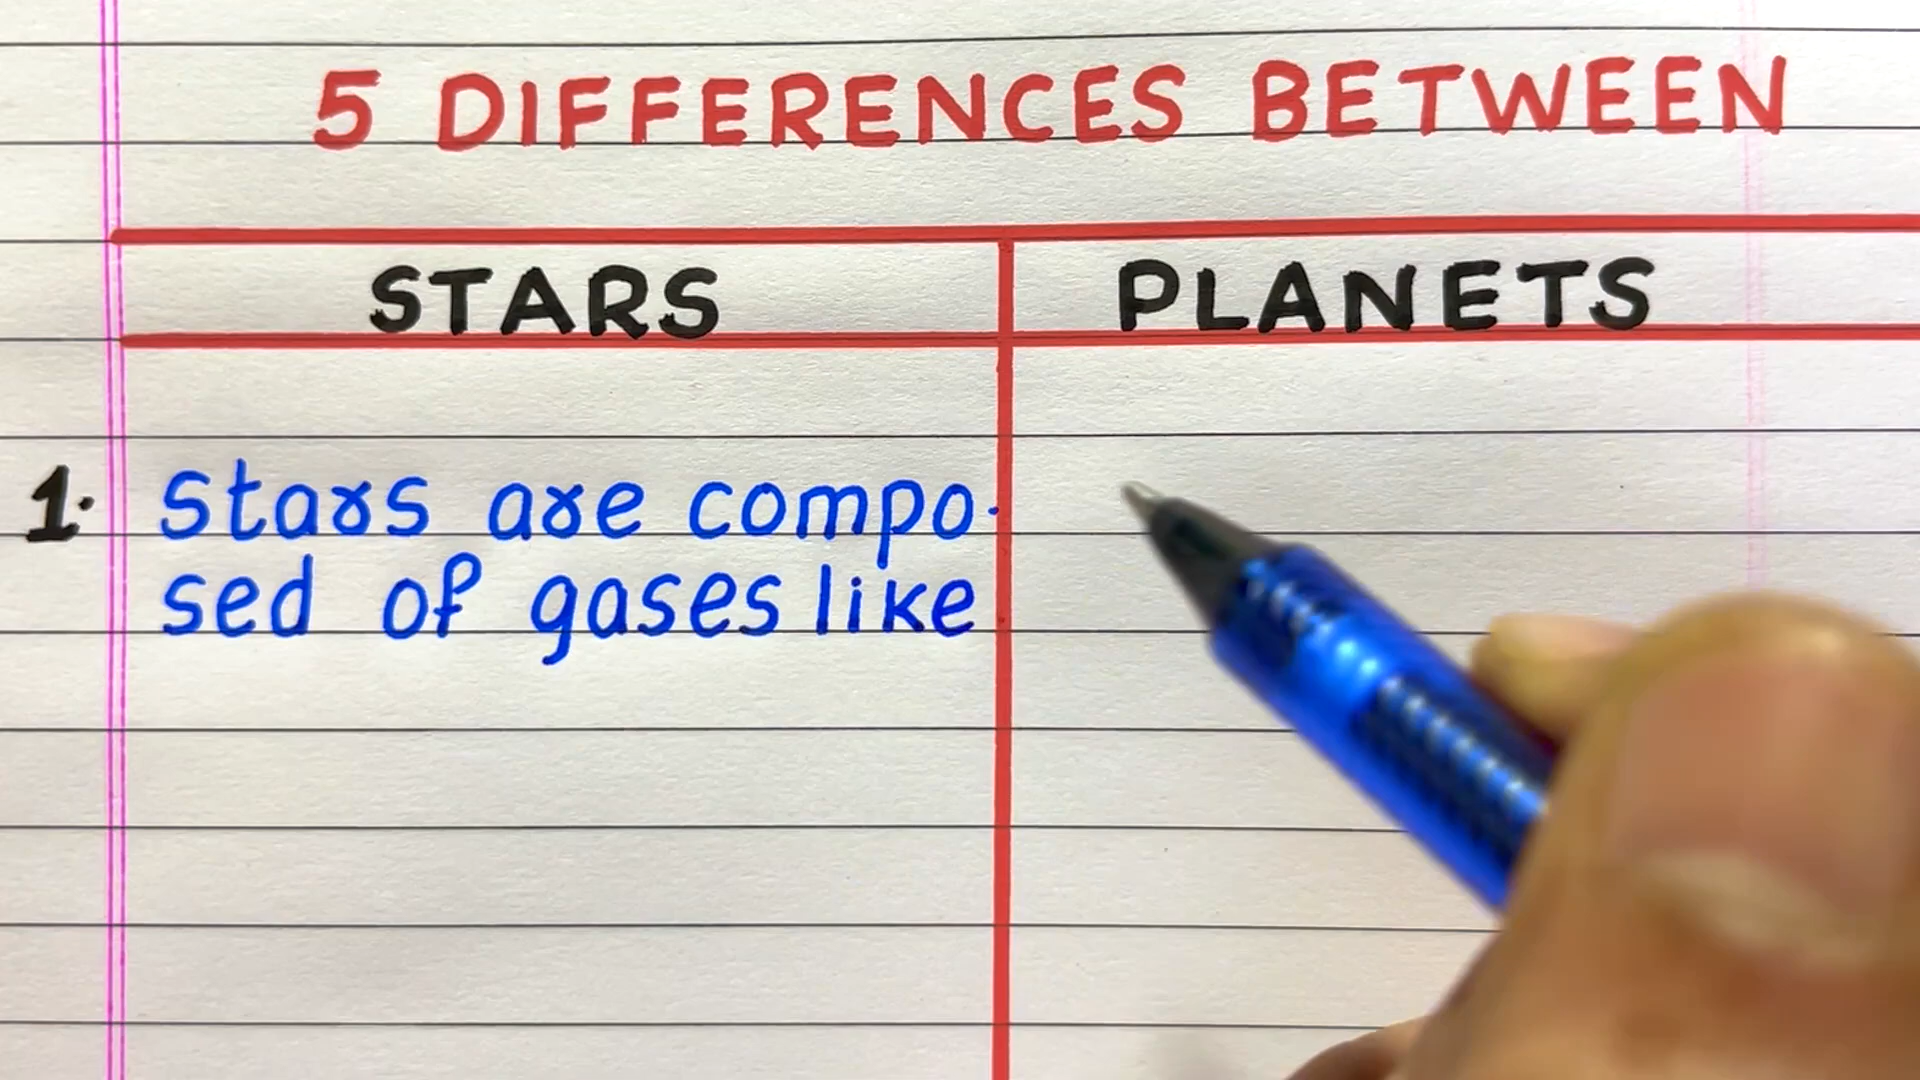 5 DIFFERENCES BETWEEN
STARS PLANETS
1. Stars are compo-
sed of gases like